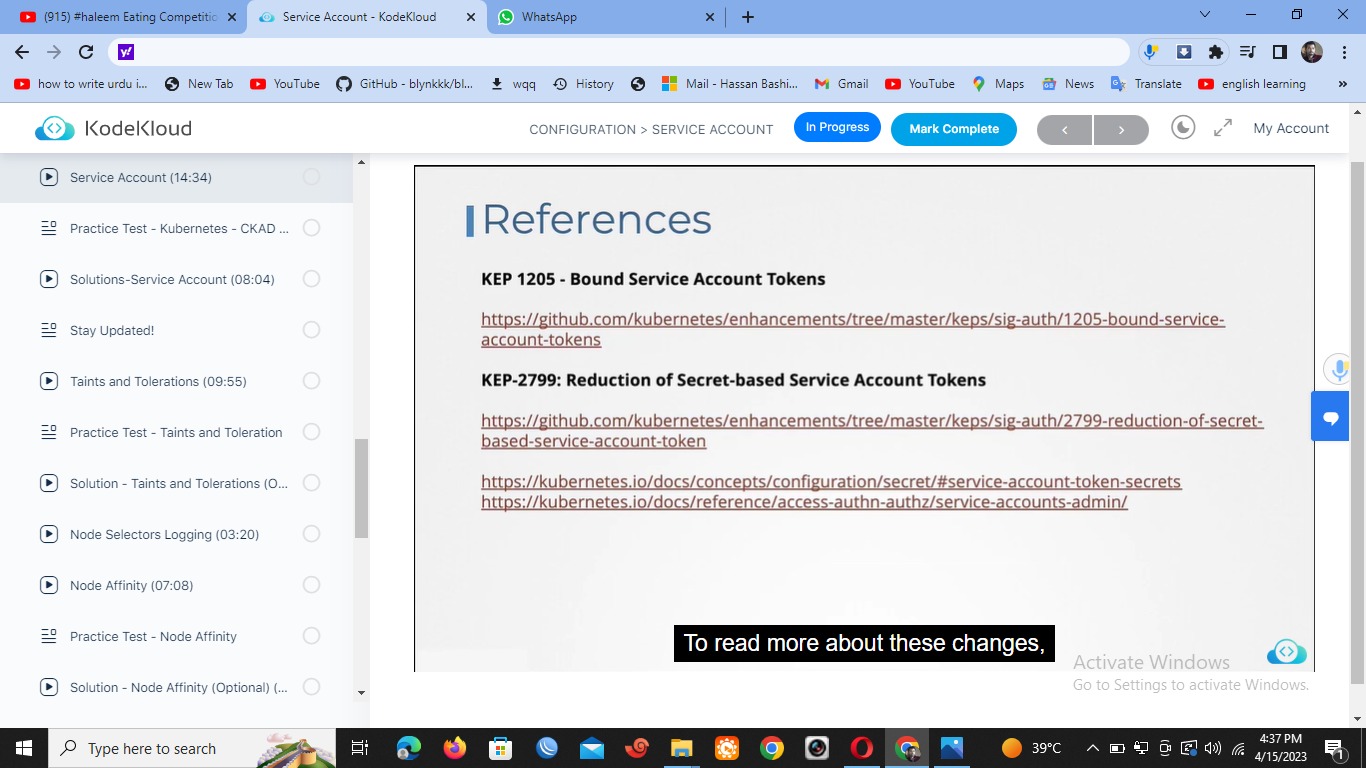 (915) #haleem Eating Competitio
Service Account - KodeKloud
WhatsApp
y!
how to write urdu i...
New Tab
YouTube
GitHub - blynkkk/bl...
wqq
History
Mail - Hassan Bashi...
Gmail
YouTube
Maps
News
Translate
english learning
KodeKloud
CONFIGURATION > SERVICE ACCOUNT
In Progress
Mark Complete
My Account
Service Account (14:34)
Practice Test - Kubernetes - CKAD ...
Solutions-Service Account (08:04)
Stay Updated!
Taints and Tolerations (09:55)
Practice Test - Taints and Toleration
Solution - Taints and Tolerations (O...
Node Selectors Logging (03:20)
Node Affinity (07:08)
Practice Test - Node Affinity
Solution - Node Affinity (Optional) (...
References
KEP 1205 - Bound Service Account Tokens
https://github.com/kubernetes/enhancements/tree/master/keps/sig-auth/1205-bound-service-
account-tokens
KEP-2799: Reduction of Secret-based Service Account Tokens
https://github.com/kubernetes/enhancements/tree/master/keps/sig-auth/2799-reduction-of-secret-
based-service-account-token
https://kubernetes.io/docs/concepts/configuration/secret/#service-account-token-secrets
https://kubernetes.io/docs/reference/access-authn-authz/service-accounts-admin/
To read more about these changes,
Activate Windows
Go to Settings to activate Windows.
Type here to search
39°C
4:37 PM
4/15/2023
1